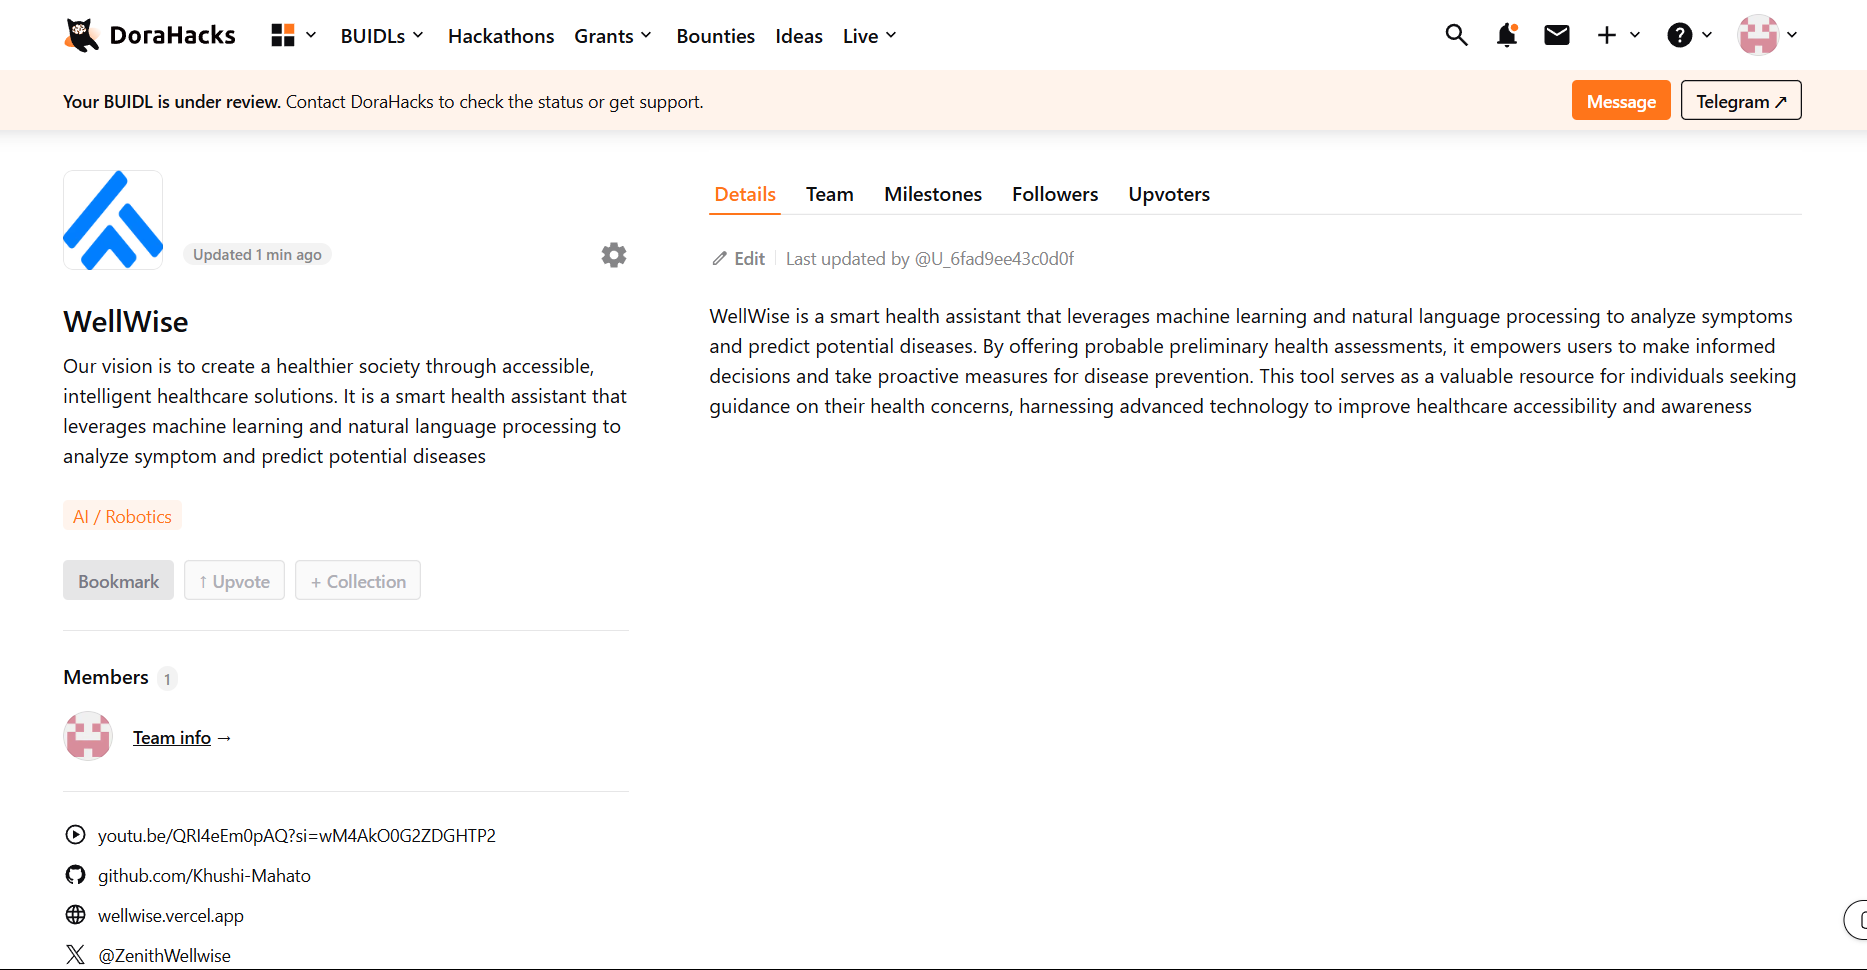 DoraHacks
BUIDLs
Hackathons
Grants
Bounties
Ideas
Live
Your BUIDL is under review. Contact DoraHacks to check the status or get support.
Message
Telegram ↗
Updated 1 min ago
WellWise
Our vision is to create a healthier society through accessible,
intelligent healthcare solutions. It is a smart health assistant that
leverages machine learning and natural language processing to
analyze symptom and predict potential diseases
AI / Robotics
Bookmark
↑ Upvote
+ Collection
Members 1
Team info →
youtu.be/QRI4eEm0pAQ?si=wM4AkO0G2ZDGHTP2
github.com/Khushi-Mahato
wellwise.vercel.app
@ZenithWellwise
Details
Team
Milestones
Followers
Upvoters
Edit
Last updated by @U_6fad9ee43c0d0f
WellWise is a smart health assistant that leverages machine learning and natural language processing to analyze symptoms
and predict potential diseases. By offering probable preliminary health assessments, it empowers users to make informed
decisions and take proactive measures for disease prevention. This tool serves as a valuable resource for individuals seeking
guidance on their health concerns, harnessing advanced technology to improve healthcare accessibility and awareness